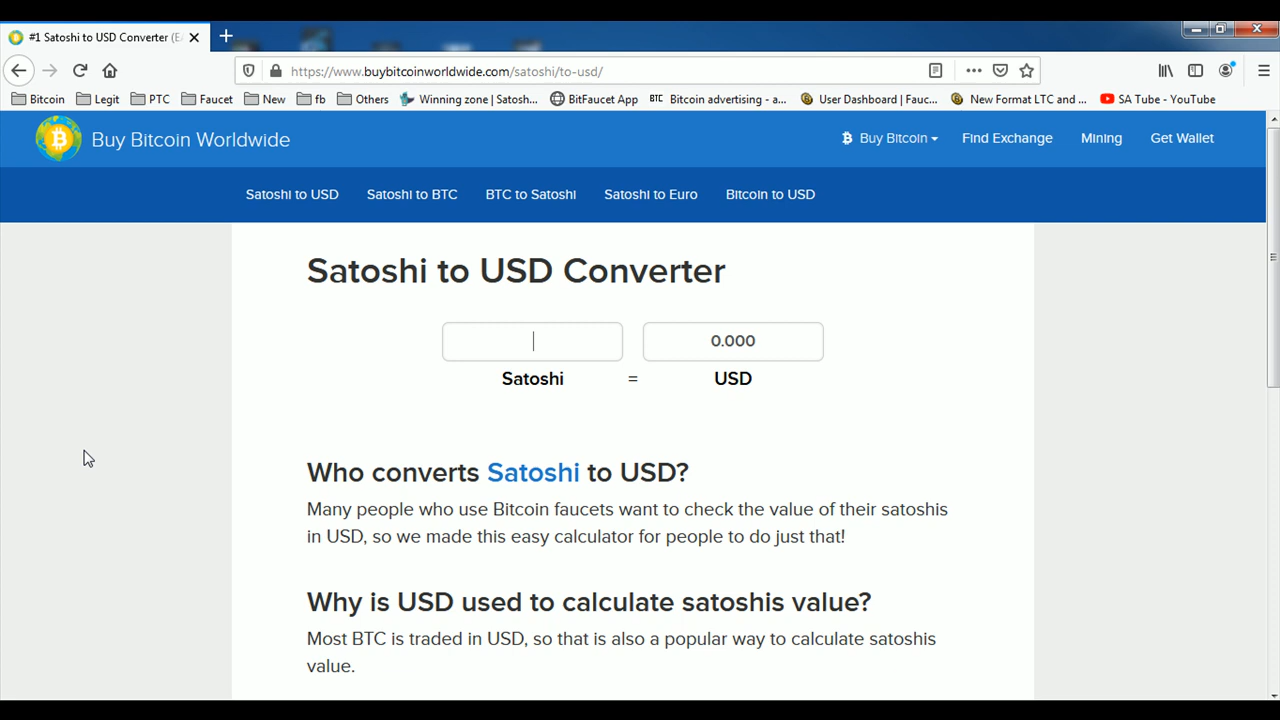 #1 Satoshi to USD Converter (E
https://www.buybitcoinworldwide.com/satoshi/to-usd/
Bitcoin Legit PTC Faucet New fb Others Winning zone | Satosh... BitFaucet App BTC Bitcoin advertising - a... User Dashboard | Fauc... New Format LTC and ... SA Tube - YouTube
Buy Bitcoin Worldwide Buy Bitcoin Find Exchange Mining Get Wallet
Satoshi to USD Satoshi to BTC BTC to Satoshi Satoshi to Euro Bitcoin to USD
Satoshi to USD Converter
0.000
Satoshi = USD
Who converts Satoshi to USD?
Many people who use Bitcoin faucets want to check the value of their satoshis
in USD, so we made this easy calculator for people to do just that!
Why is USD used to calculate satoshis value?
Most BTC is traded in USD, so that is also a popular way to calculate satoshis
value.